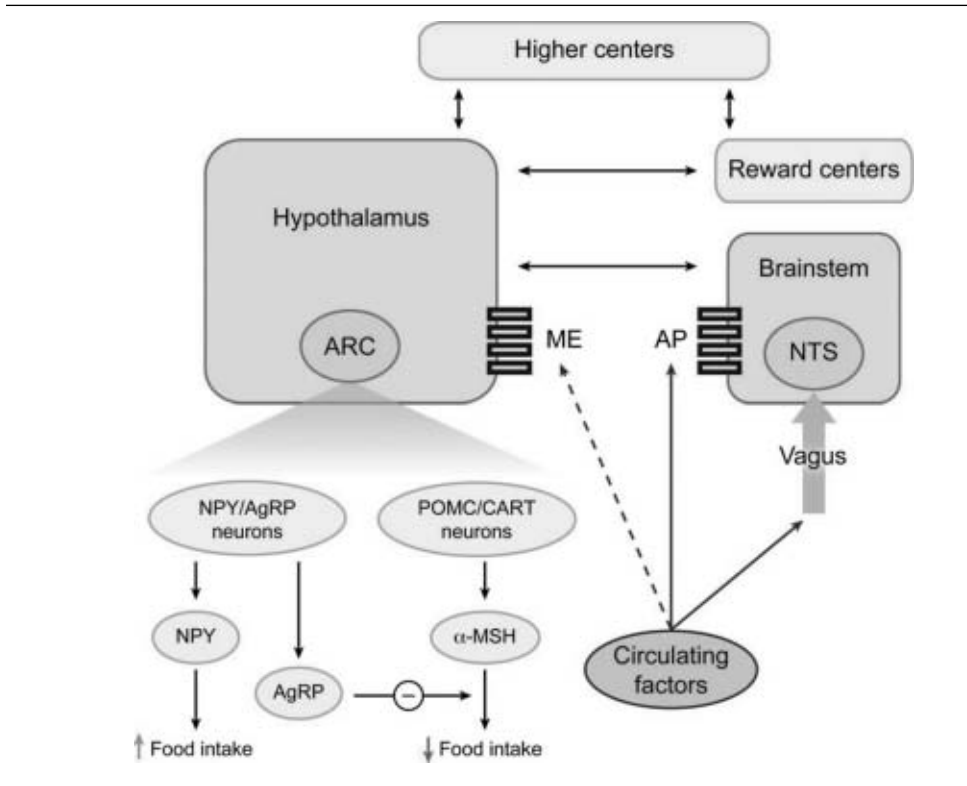 Higher centers
Reward centers
Hypothalamus
Brainstem
ARC
ME
AP
NTS
Vagus
NPY/AgRP
neurons
POMC/CART
neurons
NPY
α-MSH
Circulating
factors
AgRP
−
↑ Food intake
↓ Food intake